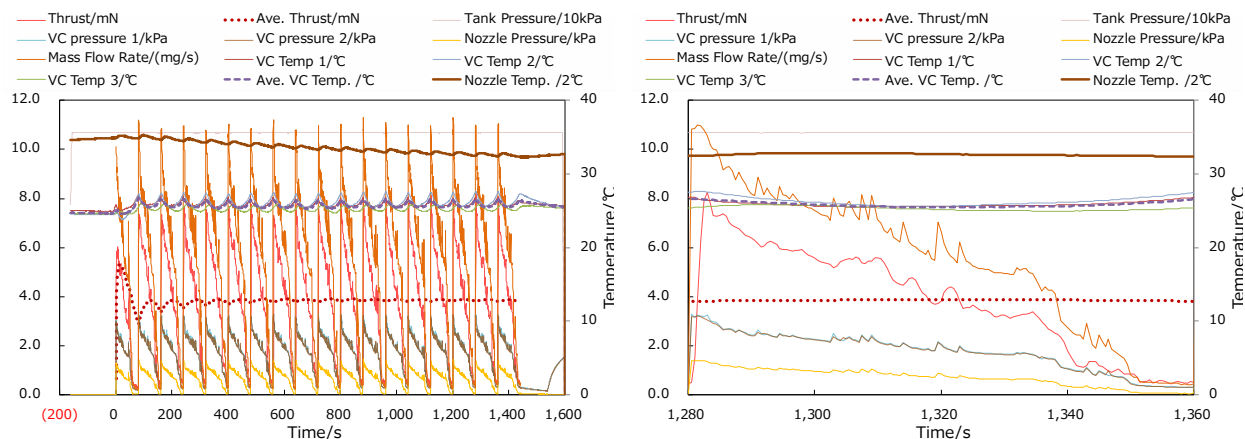 Thrust/mN Ave. Thrust/mN Tank Pressure/10kPa
VC pressure 1/kPa VC pressure 2/kPa Nozzle Pressure/kPa
Mass Flow Rate/(mg/s) VC Temp 1/℃ VC Temp 2/℃
VC Temp 3/℃ Ave. VC Temp. /℃ Nozzle Temp. /2℃
12.0 40
10.0
30
8.0
6.0 20
4.0
10
2.0
0.0 0
Temperature/℃
(200) 0 200 400 600 800 1,000 1,200 1,400 1,600
Time/s
Thrust/mN Ave. Thrust/mN Tank Pressure/10kPa
VC pressure 1/kPa VC pressure 2/kPa Nozzle Pressure/kPa
Mass Flow Rate/(mg/s) VC Temp 1/℃ VC Temp 2/℃
VC Temp 3/℃ Ave. VC Temp. /℃ Nozzle Temp. /2℃
12.0 40
10.0
30
8.0
6.0 20
4.0
10
2.0
0.0 0
Temperature/℃
1,280 1,300 1,320 1,340 1,360
Time/s